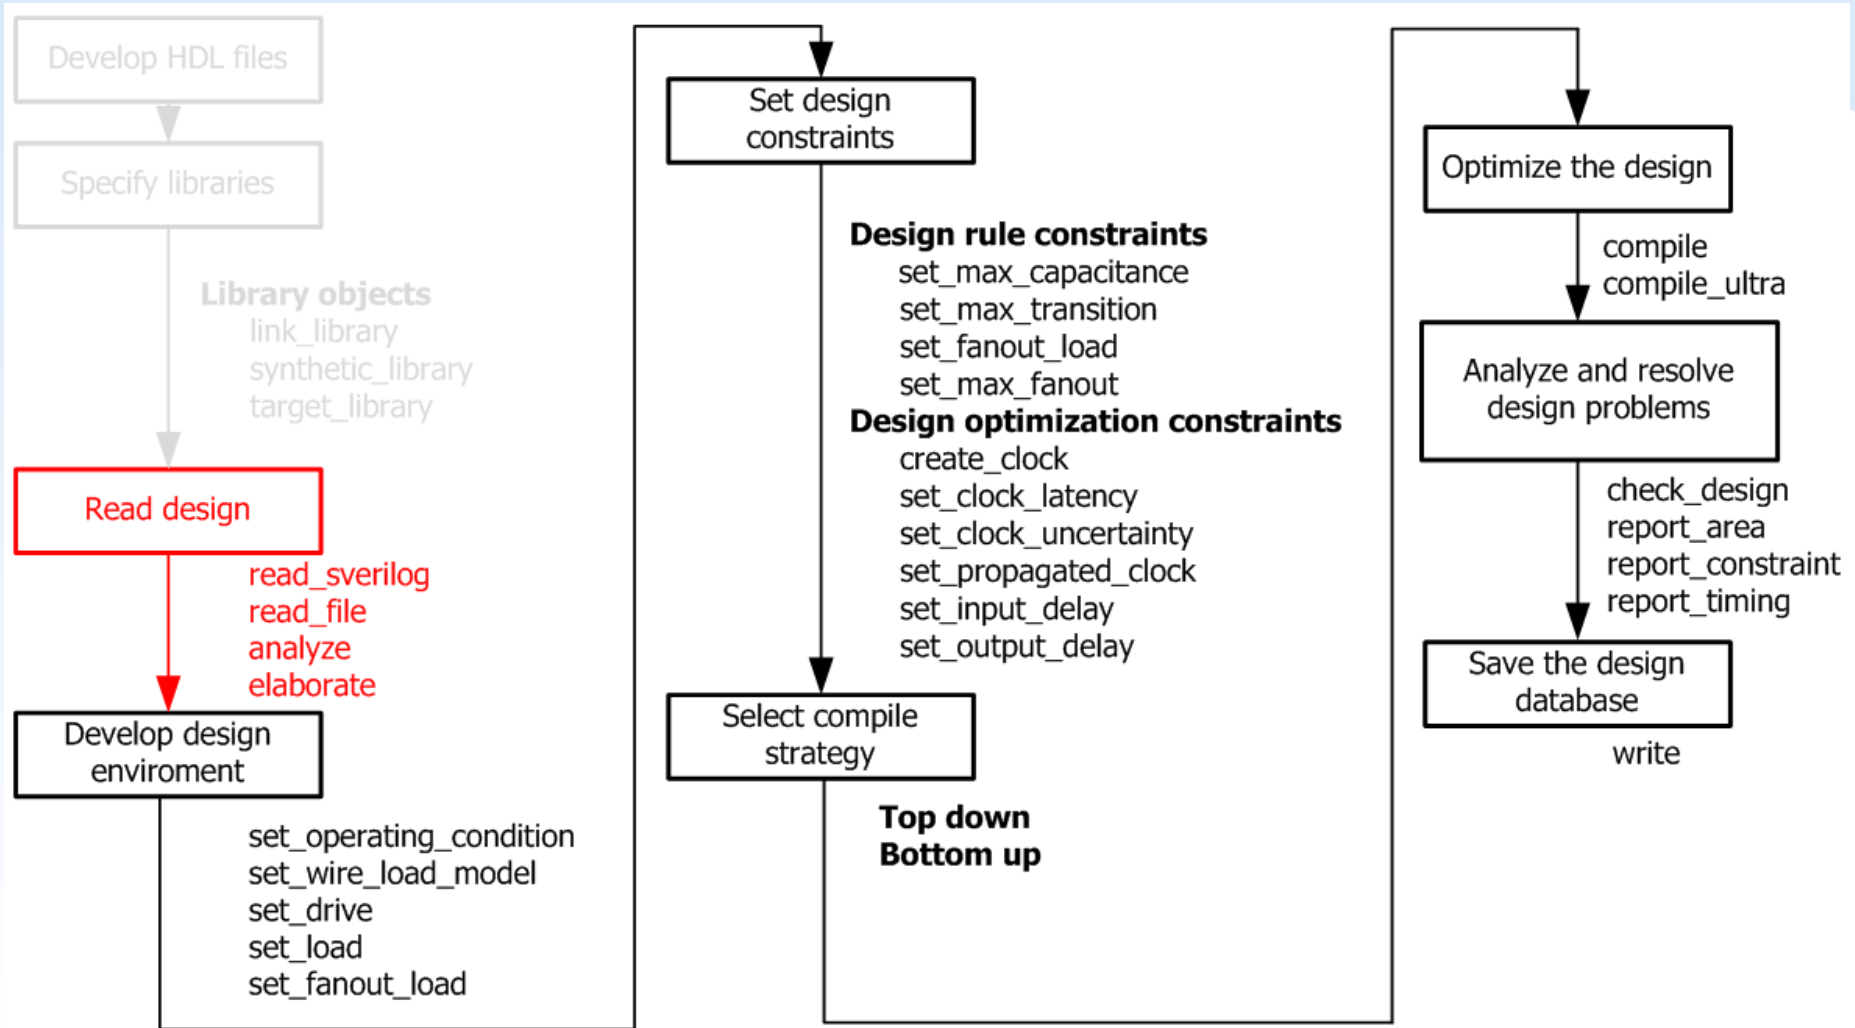 Develop HDL files
Specify libraries
Library objects
link_library
synthetic_library
target_library
Read design
read_sverilog
read_file
analyze
elaborate
Develop design
enviroment
set_operating_condition
set_wire_load_model
set_drive
set_load
set_fanout_load
Set design
constraints
Design rule constraints
set_max_capacitance
set_max_transition
set_fanout_load
set_max_fanout
Design optimization constraints
create_clock
set_clock_latency
set_clock_uncertainty
set_propagated_clock
set_input_delay
set_output_delay
Select compile
strategy
Top down
Bottom up
Optimize the design
compile
compile_ultra
Analyze and resolve
design problems
check_design
report_area
report_constraint
report_timing
Save the design
database
write